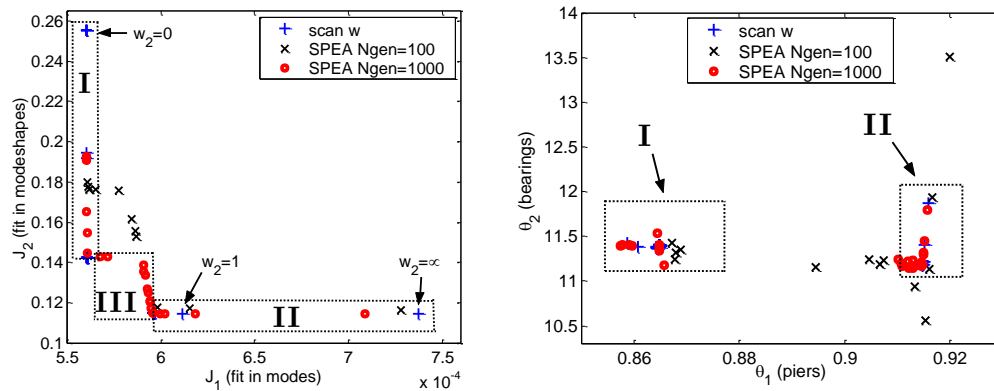 0.26
0.24
0.22
0.2
0.18
0.16
0.14
0.12
0.1
J2 (fit in modeshapes)
w2=0
scan w
SPEA Ngen=100
SPEA Ngen=1000
I
w2=1
w2=∞
III
II
5.5
6
6.5
7
7.5
J1 (fit in modes)
x 10-4
14
13.5
13
12.5
12
11.5
11
10.5
θ2 (bearings)
scan w
SPEA Ngen=100
SPEA Ngen=1000
I
II
0.86
0.88
0.9
0.92
θ1 (piers)